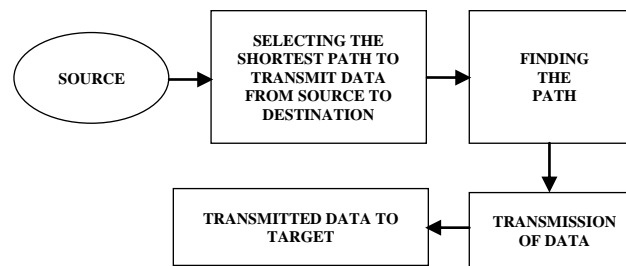 SOURCE
SELECTING THE
SHORTEST PATH TO
TRANSMIT DATA
FROM SOURCE TO
DESTINATION
FINDING
THE
PATH
TRANSMISSION
OF DATA
TRANSMITTED DATA TO
TARGET